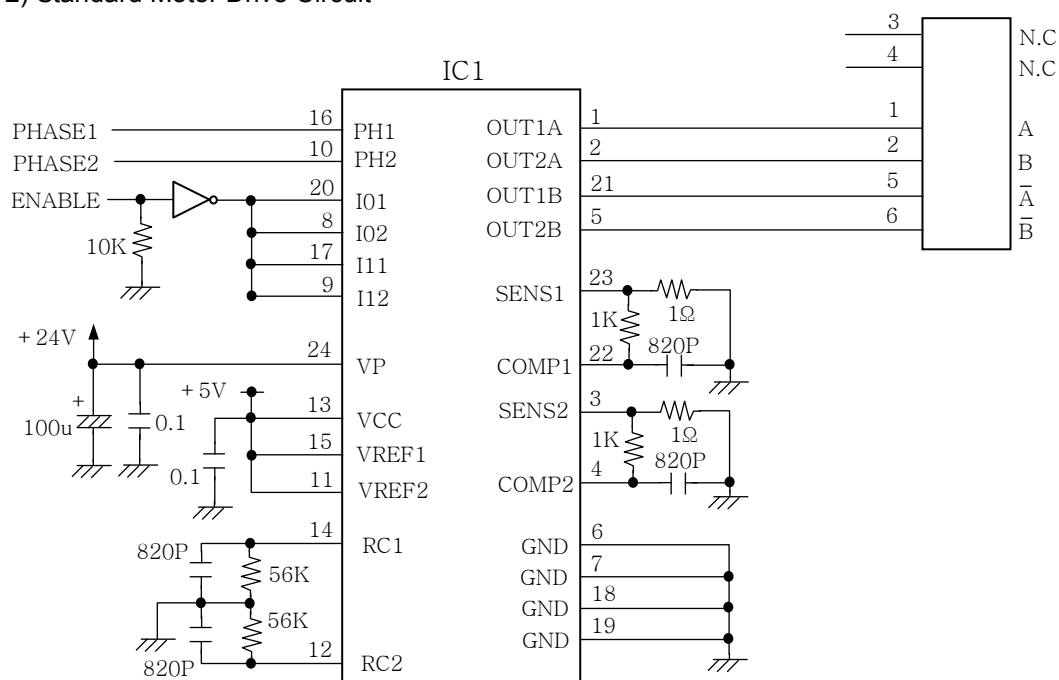 2) Standard Motor Drive Circuit
3 N.C
4 N.C
IC1
PHASE1 16 PH1 OUT1A 1 1 A
PHASE2 10 PH2 OUT2A 2 2 B
ENABLE 20 I01 OUT1B 21 5 A̅
8 I02 OUT2B 5 6 B̅
10K
17 I11
9 I12
SENS1 23
1Ω
1K
820P
COMP1 22
+24V
24 VP
+5V
SENS2 3
1Ω
1K
820P
COMP2 4
+
100u
0.1
13 VCC
0.1
15 VREF1
11 VREF2
14 RC1
820P
56K
56K
820P
12 RC2
GND 6
GND 7
GND 18
GND 19